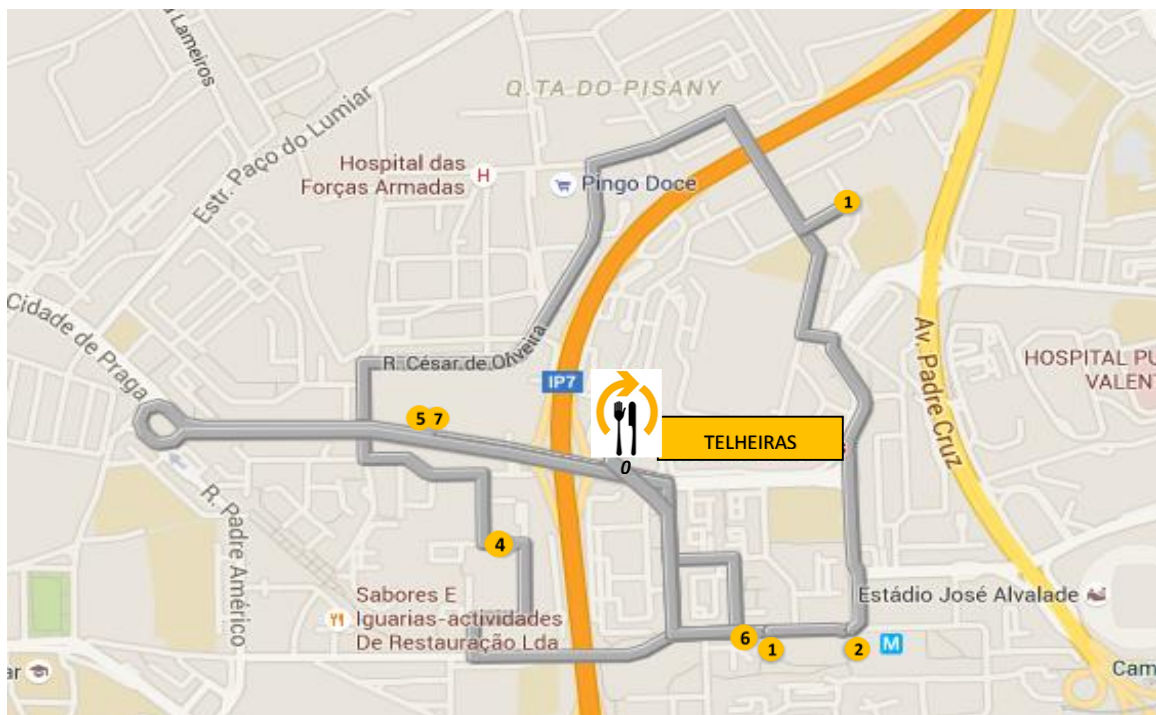 Lameiros
Q.TA DO PISANY
Estr. Paço do Lumiar
Hospital das
Forças Armadas
H
Pingo Doce
1
Cidade de Praga
R. César de Oliveira
IP7
Av. Padre Cruz
HOSPITAL PU
VALENT
5 7
TELHEIRAS
0
R. Padre Américo
4
Sabores E
Iguarias-actividades
De Restauração Lda
Estádio José Alvalade
6
1
2
M
ar
Cam